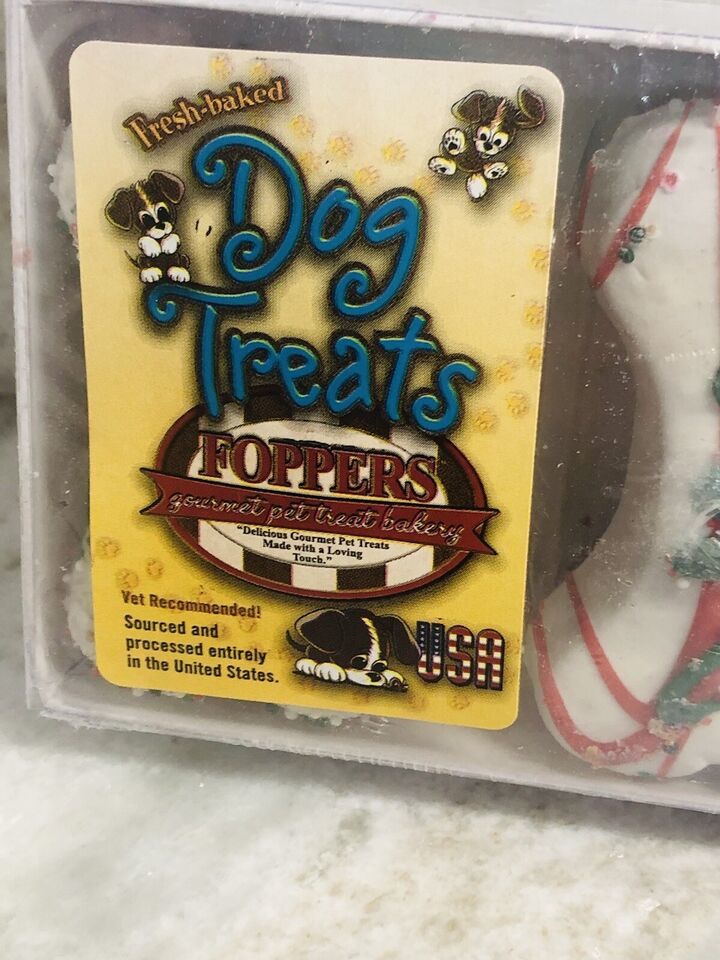 Fresh-baked
Dog
Treats
FOPPERS
gourmet pet treat bakery
"Delicious Gourmet Pet Treats
Made with a Loving
Touch."
Vet Recommended!
Sourced and
processed entirely
in the United States.
USA